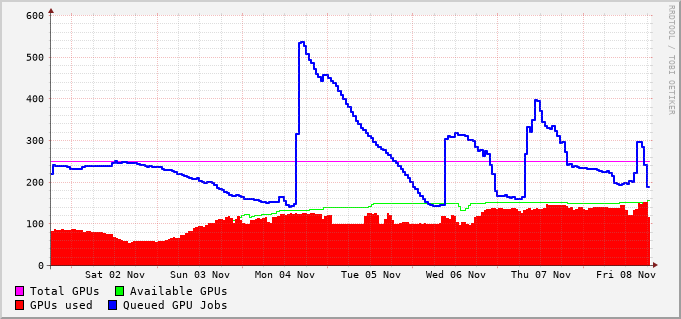 600
500
400
300
200
100
0
Sat 02 Nov Sun 03 Nov Mon 04 Nov Tue 05 Nov Wed 06 Nov Thu 07 Nov Fri 08 Nov
Total GPUs Available GPUs
GPUs used Queued GPU Jobs
RRDTOOL / TOBI OETIKER